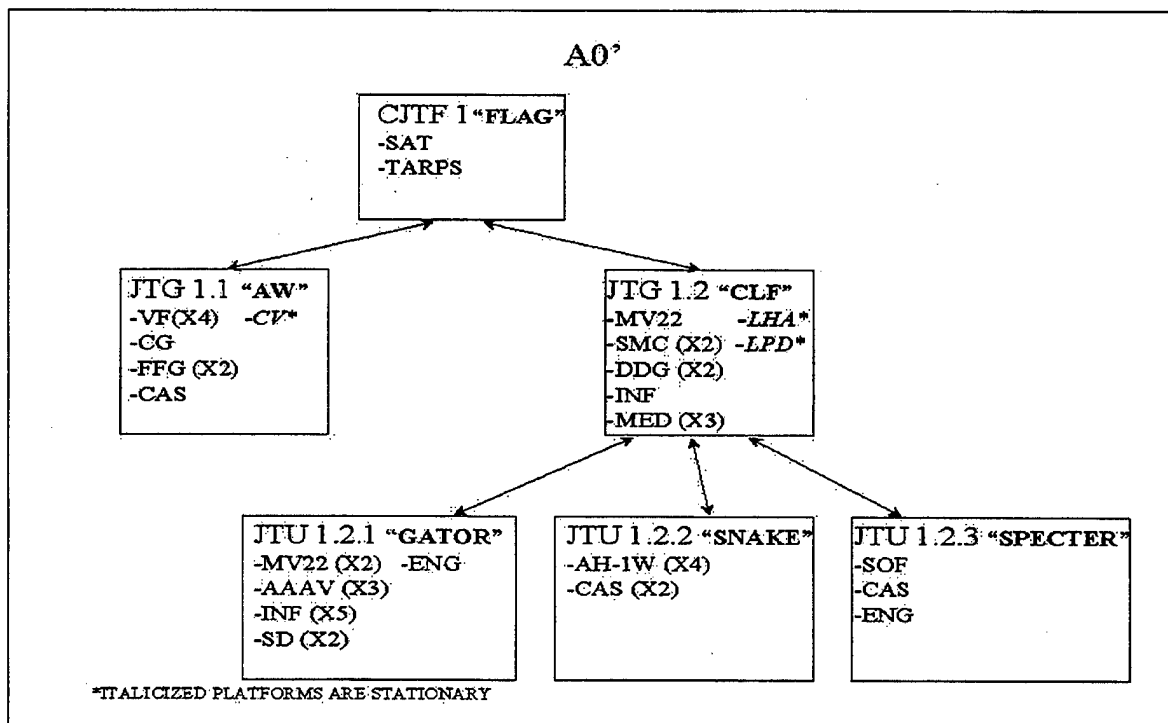 A0'
CJTF 1 "FLAG"
-SAT
-TARPS
JTG 1.1 "AW"
-VF(X4) -CV*
-CG
-FFG (X2)
-CAS
JTG 1.2 "CLF"
-MV22 -LHA*
-SMC (X2) -LPD*
-DDG (X2)
-INF
-MED (X3)
JTU 1.2.1 "GATOR"
-MV22 (X2) -ENG
-AAAV (X3)
-INF (X5)
-SD (X2)
JTU 1.2.2 "SNAKE"
-AH-1W (X4)
-CAS (X2)
JTU 1.2.3 "SPECTER"
-SOF
-CAS
-ENG
*ITALICIZED PLATFORMS ARE STATIONARY